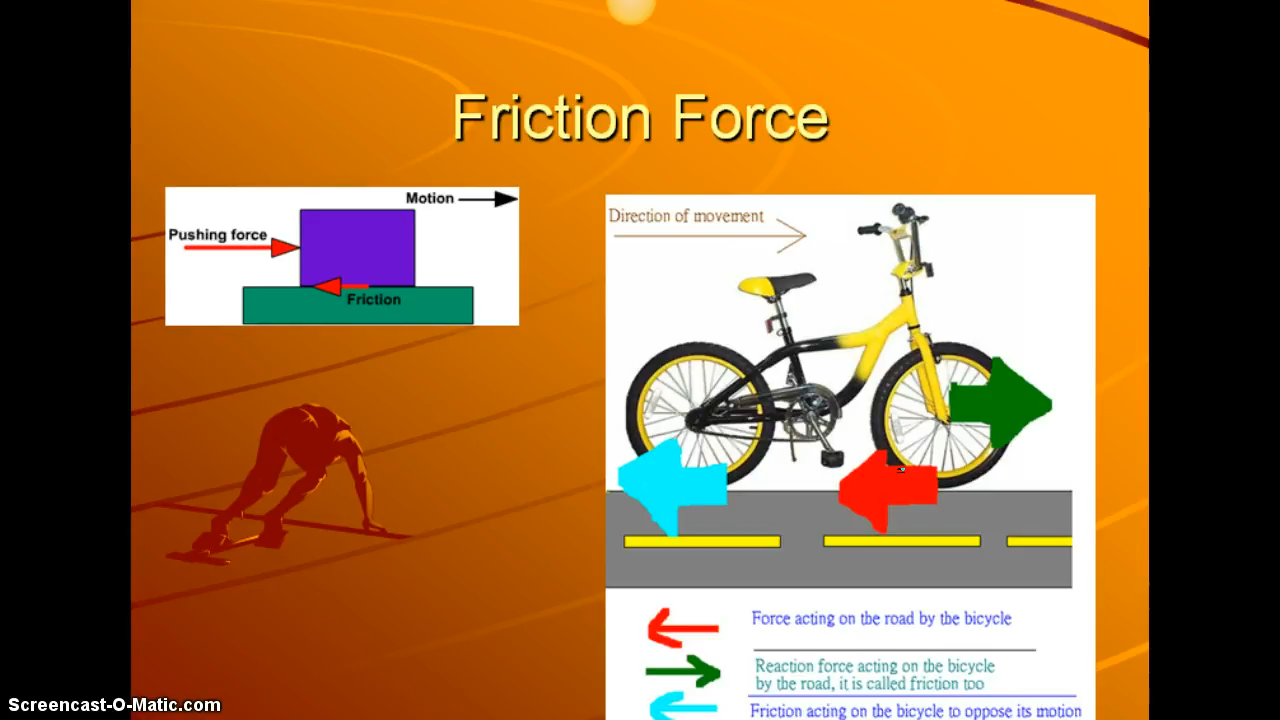 Friction Force
Motion
Pushing force
Friction
Direction of movement
Force acting on the road by the bicycle
Reaction force acting on the bicycle
by the road, it is called friction too
Friction acting on the bicycle to oppose its motion
Screencast-O-Matic.com